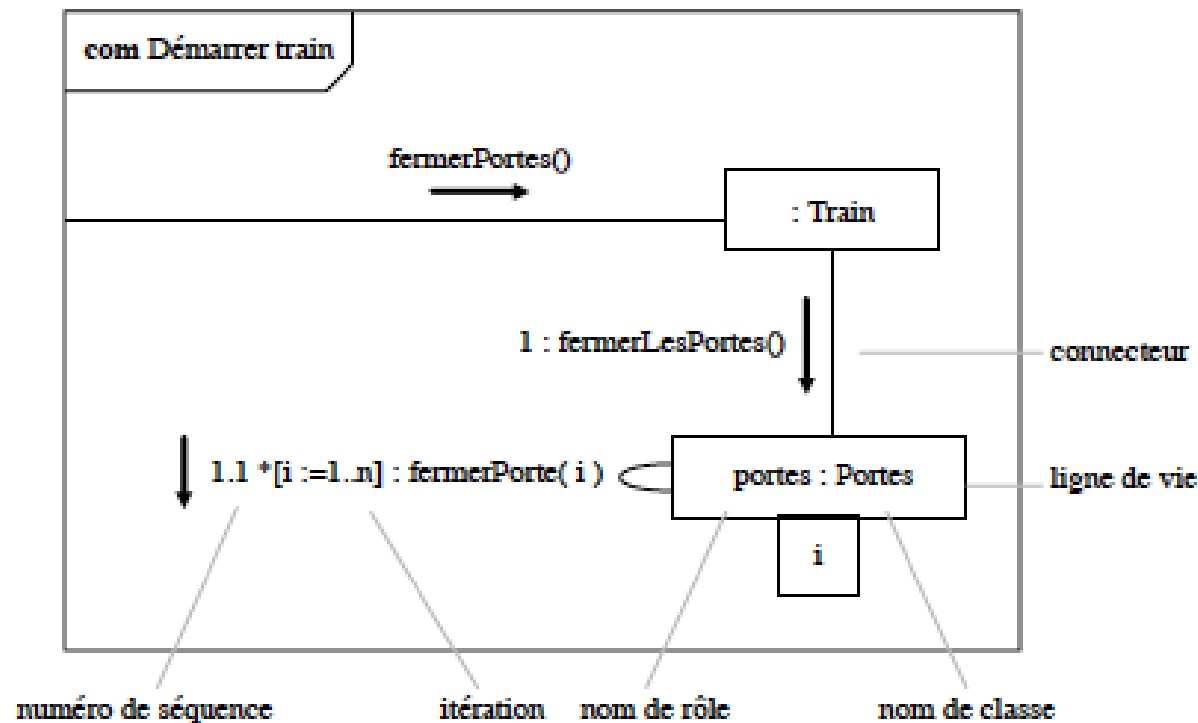 com Démarrer train
fermerPortes()
: Train
1 : fermerLesPortes()
connecteur
1.1 *[i :=1..n] : fermerPorte( i )
portes : Portes
ligne de vie
i
numéro de séquence
itération
nom de rôle
nom de classe